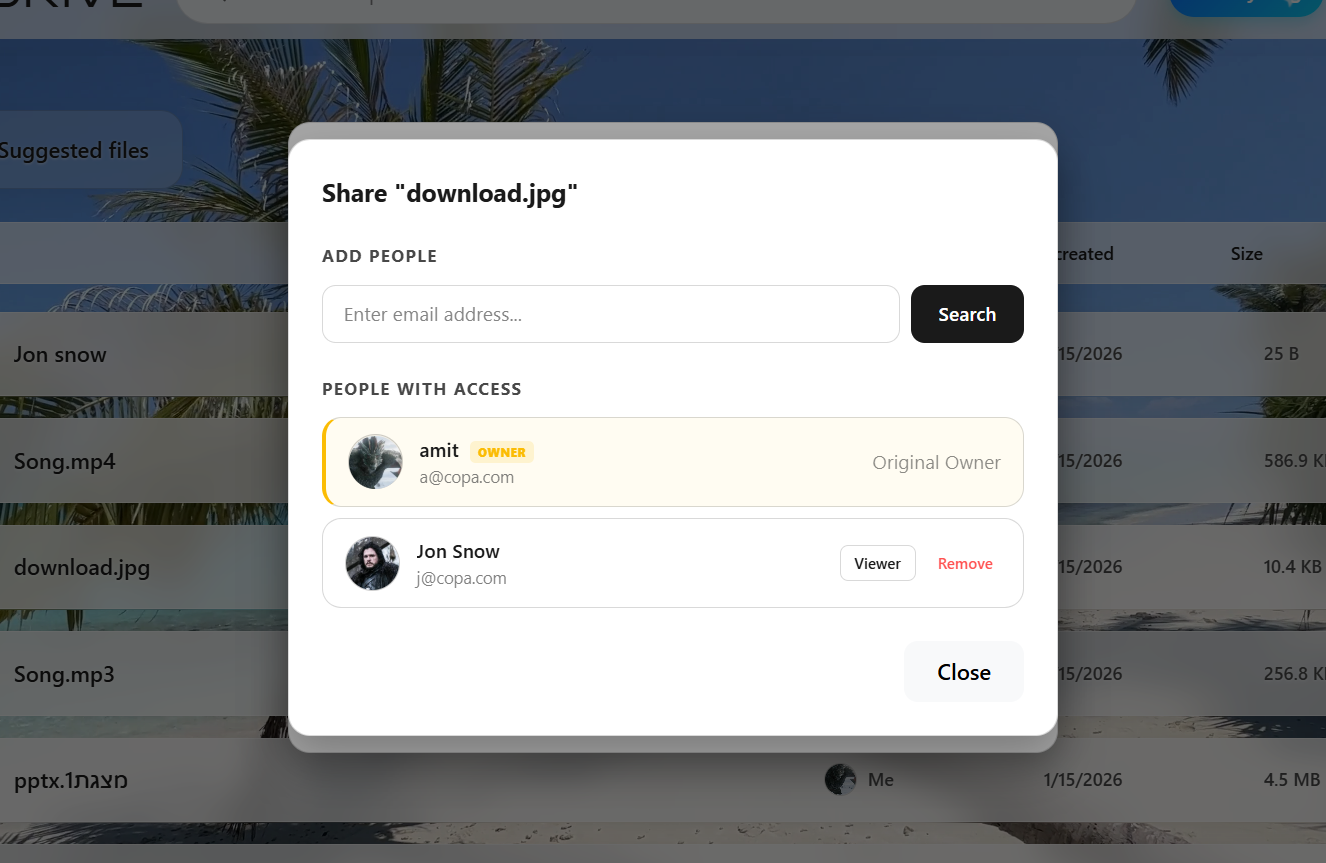 DRIVE
Suggested files
Share "download.jpg"
ADD PEOPLE
created
Size
Enter email address...
Search
Jon snow
15/2026
25 B
PEOPLE WITH ACCESS
Song.mp4
amit OWNER
a@copa.com
Original Owner
15/2026
586.9 K
download.jpg
Jon Snow
j@copa.com
Viewer
Remove
15/2026
10.4 KB
Song.mp3
Close
15/2026
256.8 K
מצגת1.pptx
Me
1/15/2026
4.5 MB